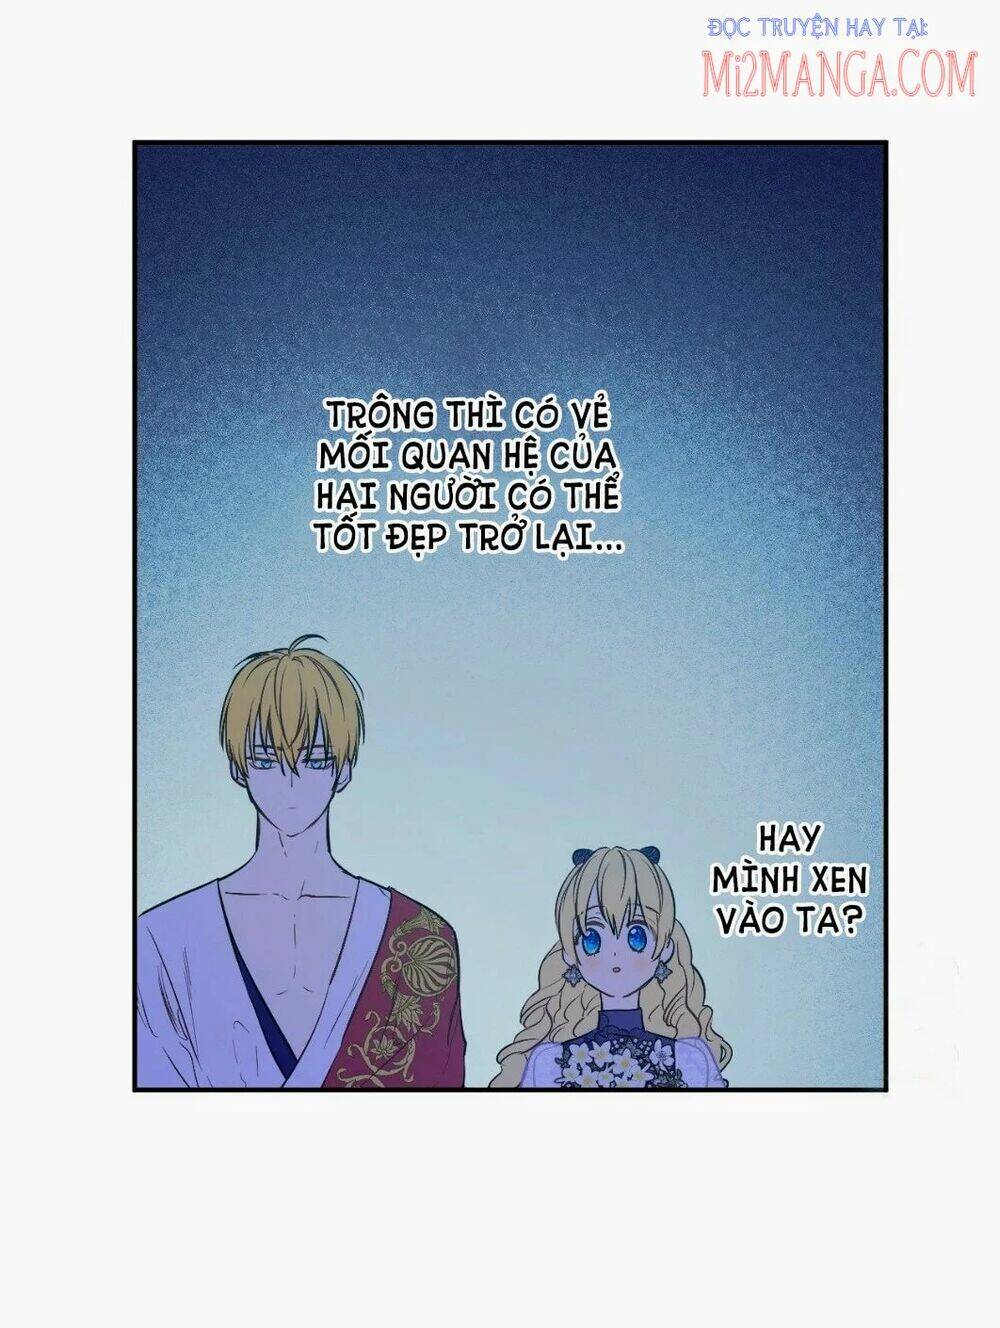 ĐỌC TRUYỆN HAY TẠI:
MI2MANGA.COM
TRÔNG THÌ CÓ VẺ
MỐI QUAN HỆ CỦA
HAI NGƯỜI CÓ THỂ
TỐT ĐẸP TRỞ LẠI...
HAY
MÌNH XEN
VÀO TA?